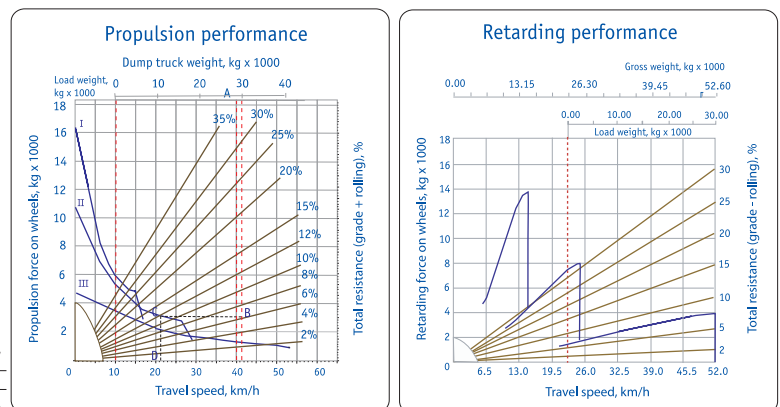 Propulsion performance
Dump truck weight, kg x 1000
Load weight,
kg x 1000
0 10 20 30 40
A
18
16
14
12
10
8
6
4
2
0 10 20 30 40 50 60
Propulsion force on wheels, kg x 1000
Travel speed, km/h
Total resistance (grade + rolling), %
I
II
III
35%
30%
25%
20%
15%
12%
10%
8%
6%
4%
2%
C
B
D
Retarding performance
Gross weight, kg x 1000
0.00 13.15 26.30 39.45 52.60
0.00 10.00 20.00 30.00
Load weight, kg x 1000
18
16
14
12
10
8
6
4
2
0
6.5 13.0 19.5 26.0 32.5 39.0 45.5 52.0
Retarding force on wheels, kg x 1000
Travel speed, km/h
Total resistance (grade - rolling), %
30
25
20
15
10
5
2